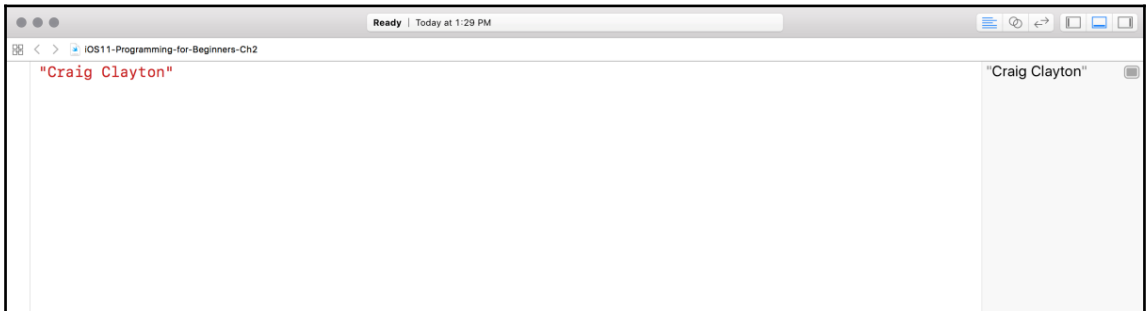 Ready | Today at 1:29 PM
iOS11-Programming-for-Beginners-Ch2
"Craig Clayton"
"Craig Clayton"